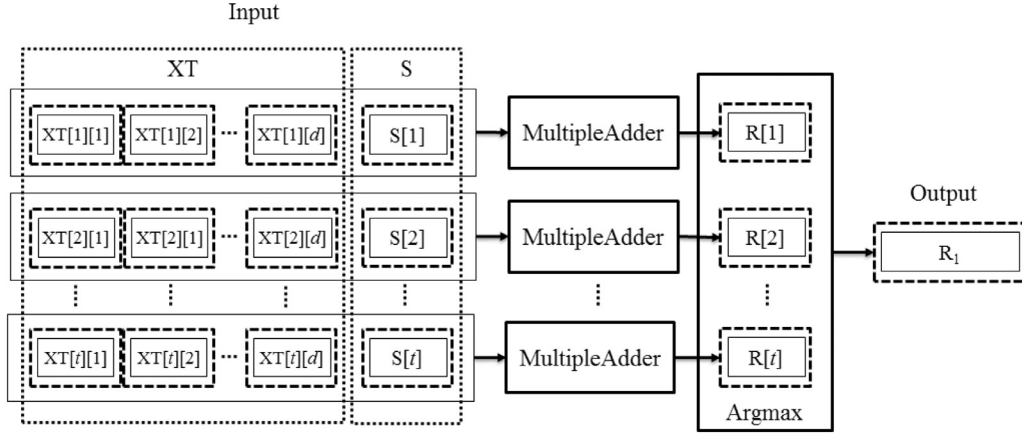 Input
XT S
XT[1][1] XT[1][2] ... XT[1][d] S[1] MultipleAdder R[1]
Output
XT[2][1] XT[2][1] ... XT[2][d] S[2] MultipleAdder R[2]
R1
XT[t][1] XT[t][2] ... XT[t][d] S[t] MultipleAdder R[t]
Argmax